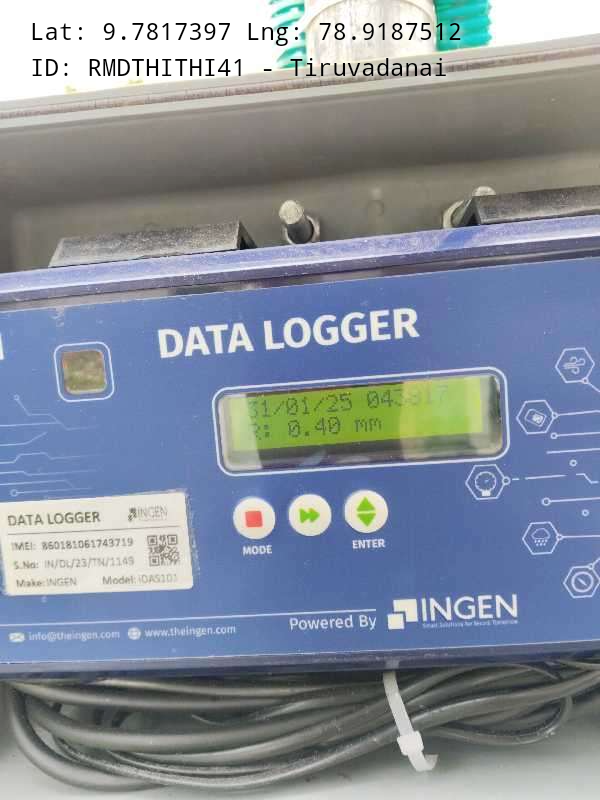 Lat: 9.7817397 Lng: 78.9187512
ID: RMDTHITHI41 - Tiruvadanai
DATA LOGGER
31/01/25 043817
R: 0.40 mm
MODE
ENTER
DATA LOGGER
INGEN
IMEI: 860181061743719
S.No: IN/DL/23/TN/1149
Make: INGEN Model: iDAS101
info@theingen.com www.theingen.com
Powered By INGEN